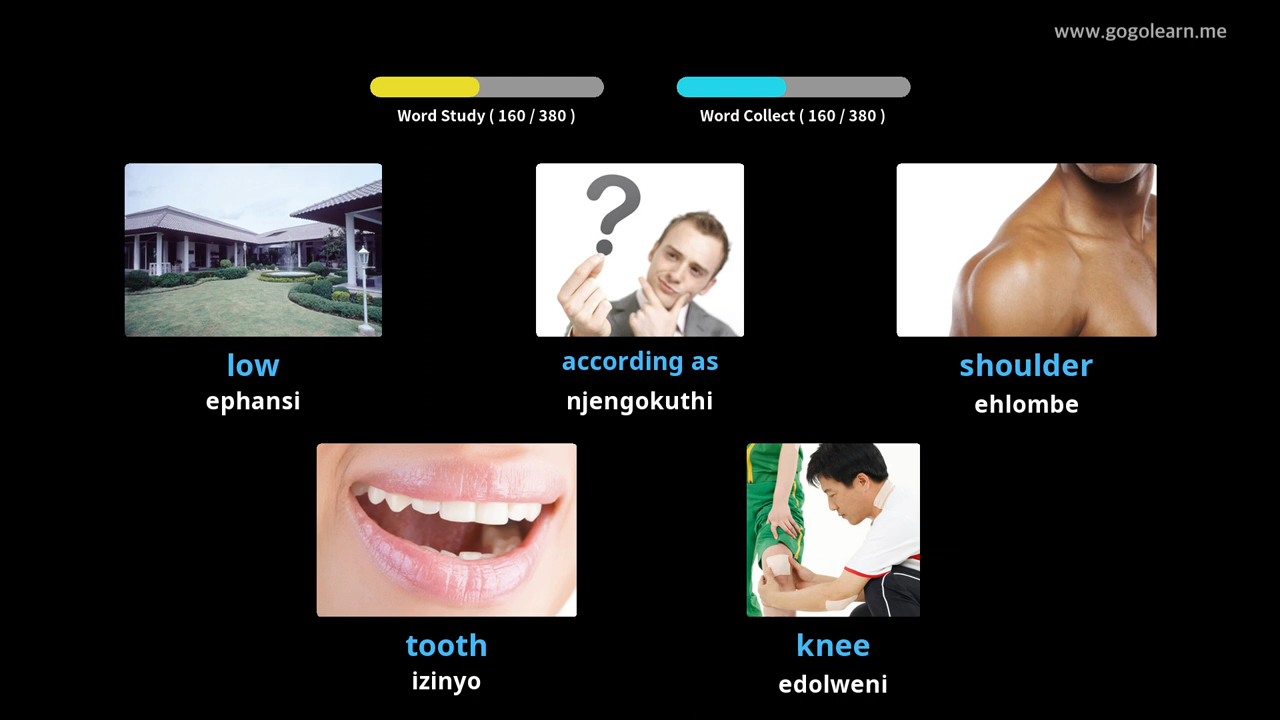 www.gogolearn.me
Word Study ( 160 / 380 )
Word Collect ( 160 / 380 )
low
ephansi
according as
njengokuthi
shoulder
ehlombe
tooth
izinyo
knee
edolweni